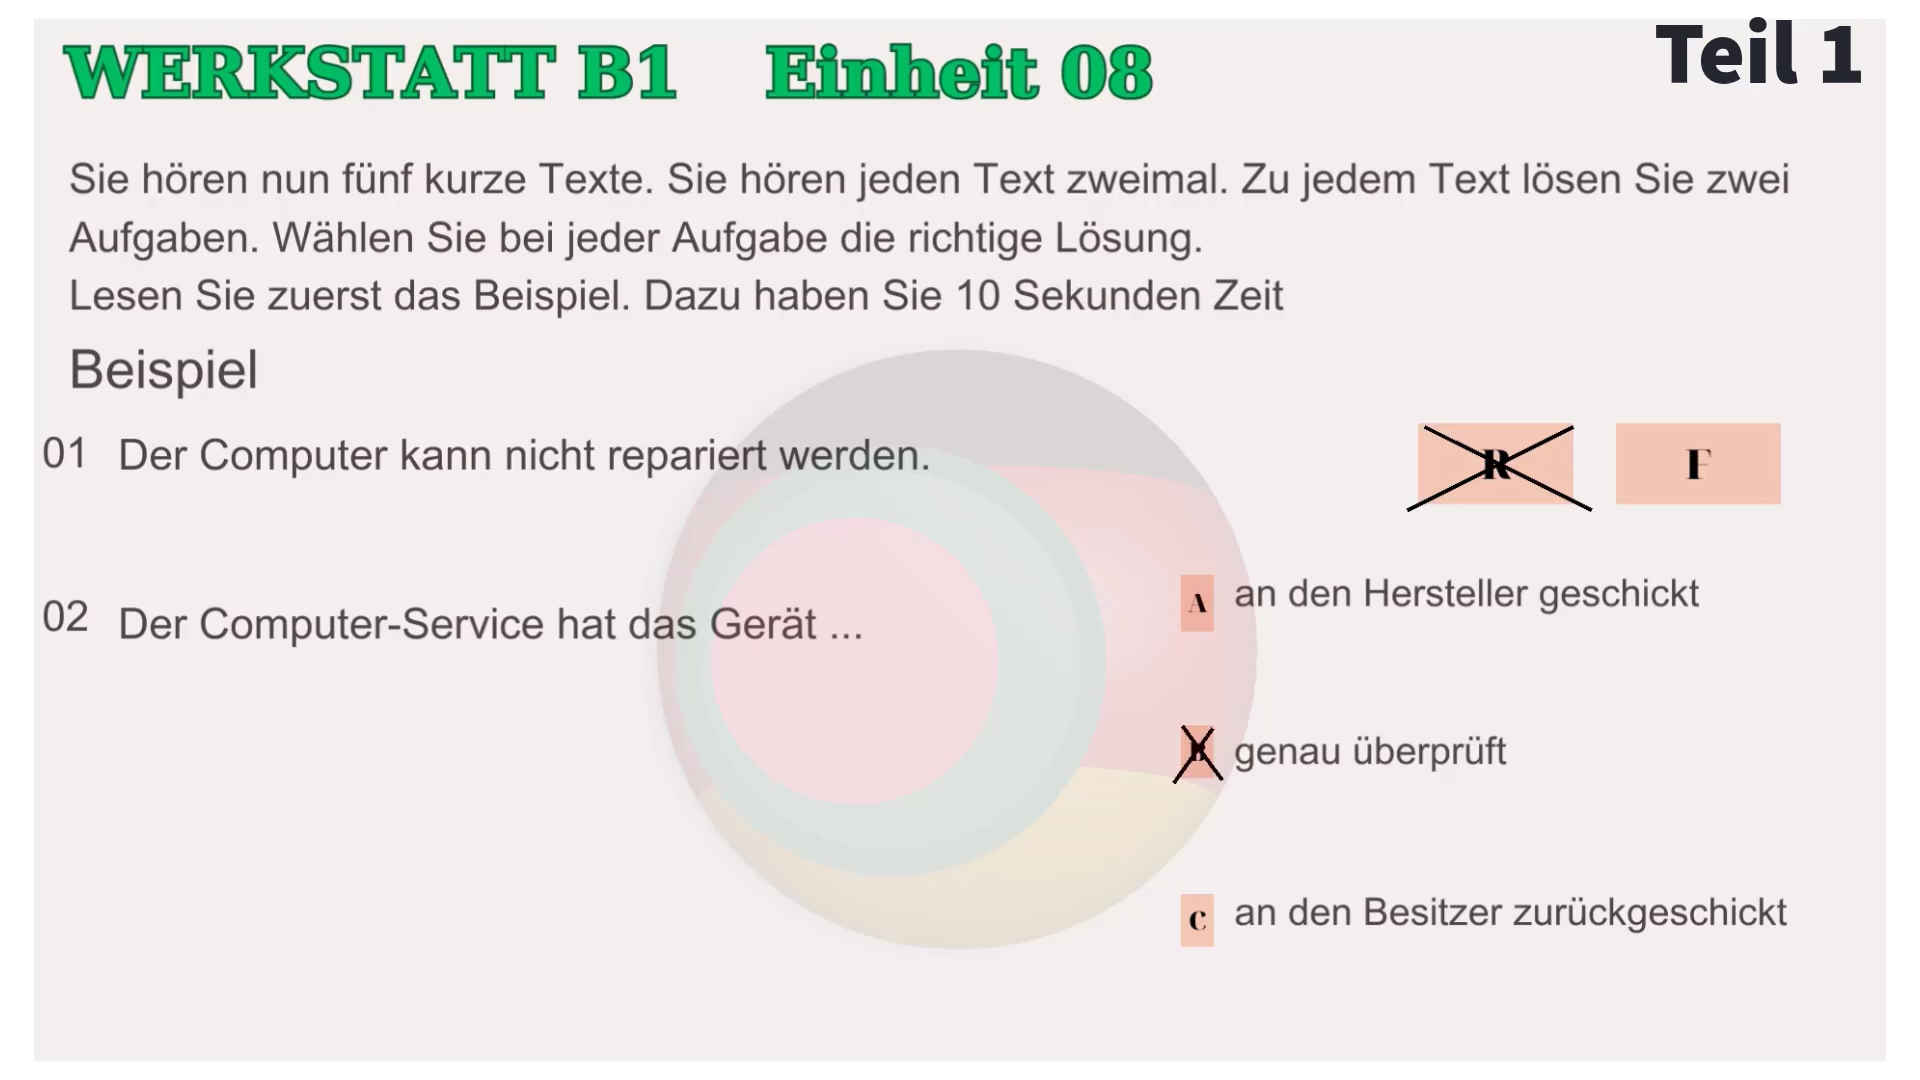 WERKSTATT B1 Einheit 08
Teil 1
Sie hören nun fünf kurze Texte. Sie hören jeden Text zweimal. Zu jedem Text lösen Sie zwei
Aufgaben. Wählen Sie bei jeder Aufgabe die richtige Lösung.
Lesen Sie zuerst das Beispiel. Dazu haben Sie 10 Sekunden Zeit
Beispiel
01 Der Computer kann nicht repariert werden.
R F
02 Der Computer-Service hat das Gerät ...
A an den Hersteller geschickt
B genau überprüft
C an den Besitzer zurückgeschickt